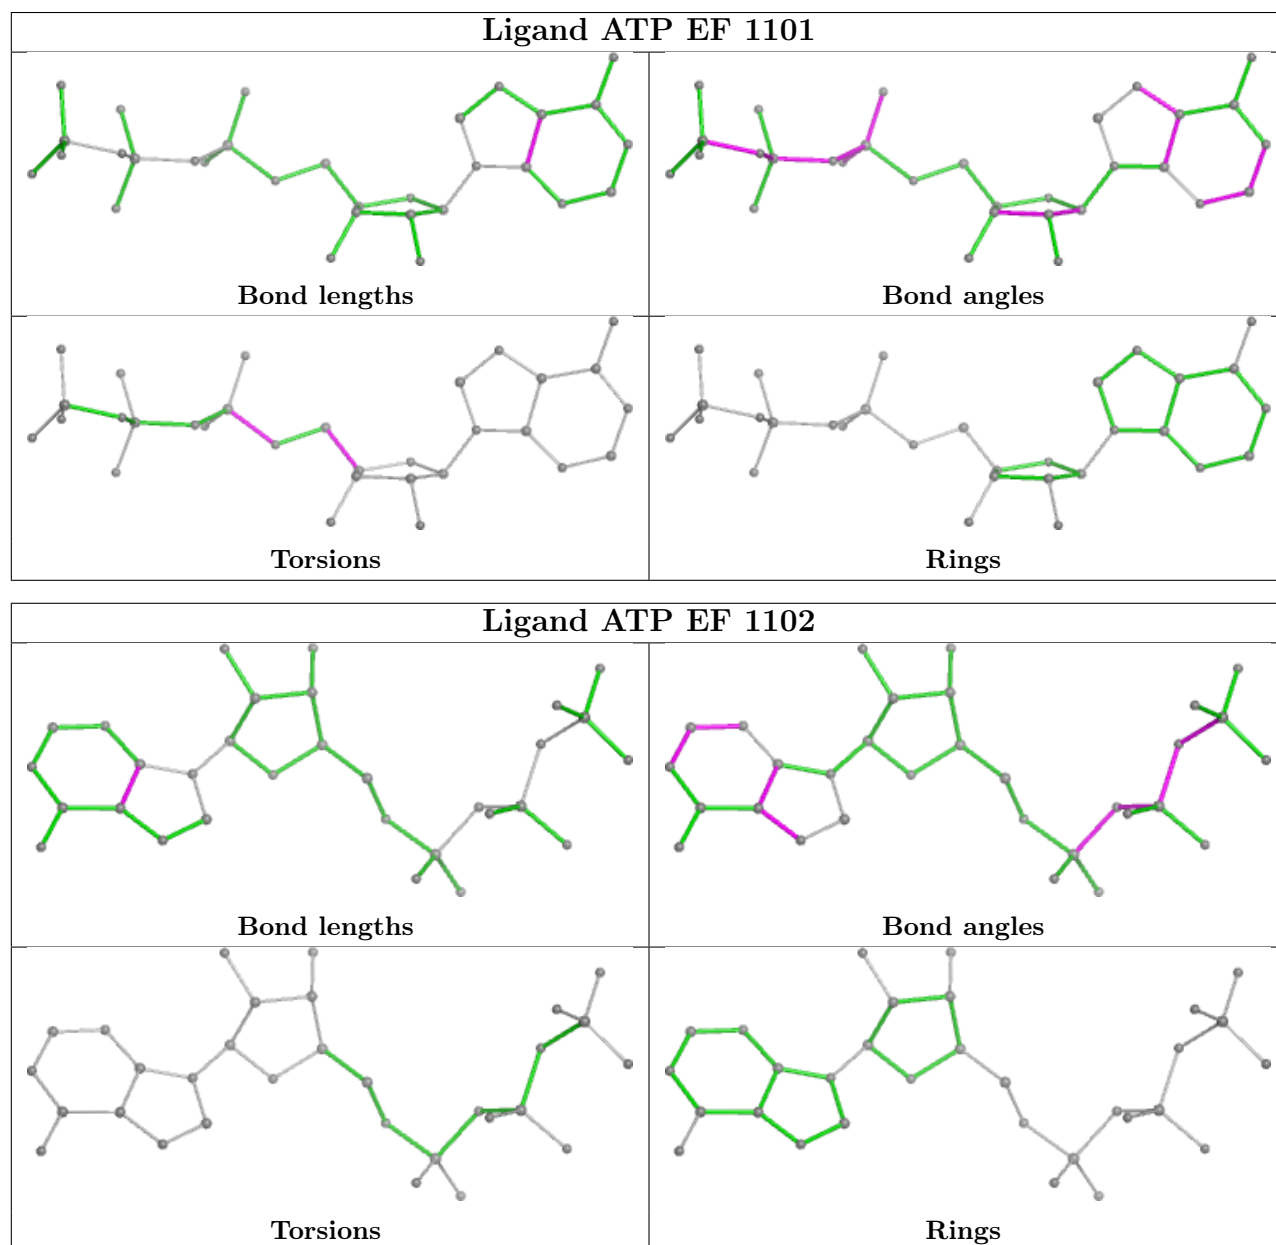 Ligand ATP EF 1101
Bond lengths
Bond angles
Torsions
Rings
Ligand ATP EF 1102
Bond lengths
Bond angles
Torsions
Rings